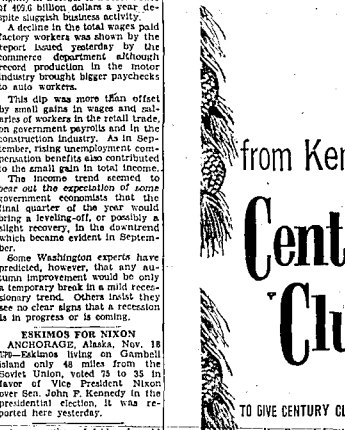 of 409.6 billion dollars a year de-
spite sluggish business activity.
A decline in the total wages paid
factory workers was shown by the
report issued yesterday by the
commerce department although
record production in the motor
industry brought bigger paychecks
to auto workers.
This dip was more than offset
by small gains in wages and sal-
aries of workers in the retail trade,
on government payrolls and in the
construction industry. As in Sep-
tember, rising unemployment com-
pensation benefits also contributed
to the small gain in total income.
The income trend seemed to
bear out the expectation of some
government economists that the
final quarter of the year would
bring a leveling-off, or possibly a
slight recovery, in the downtrend
which became evident in Septem-
ber.
Some Washington experts have
predicted, however, that any au-
tumn improvement would be only
a temporary break in a mild reces-
sionary trend. Others insist they
see no clear signs that a recession
is in progress or is coming.
ESKIMOS FOR NIXON
ANCHORAGE, Alaska, Nov. 18
UPI—Eskimos living on Gambell
island only 48 miles from the
Soviet Union, voted 75 to 35 in
favor of Vice President Nixon
over Sen. John F. Kennedy in the
presidential election, it was re-
ported here yesterday.
from Ken
Cent
Clu
TO GIVE CENTURY CL